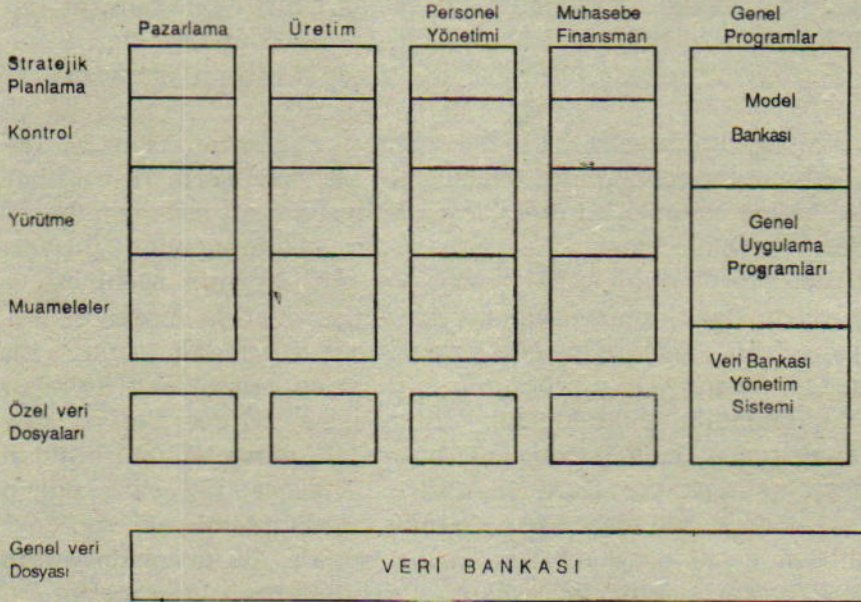 Pazarlama
Üretim
Personel
Yönetimi
Muhasebe
Finansman
Genel
Programlar
Stratejik
Planlama
Kontrol
Yürütme
Muameleler
Özel veri
Dosyaları
Genel veri
Dosyası
Model
Bankası
Genel
Uygulama
Programları
Veri Bankası
Yönetim
Sistemi
VERİ BANKASI